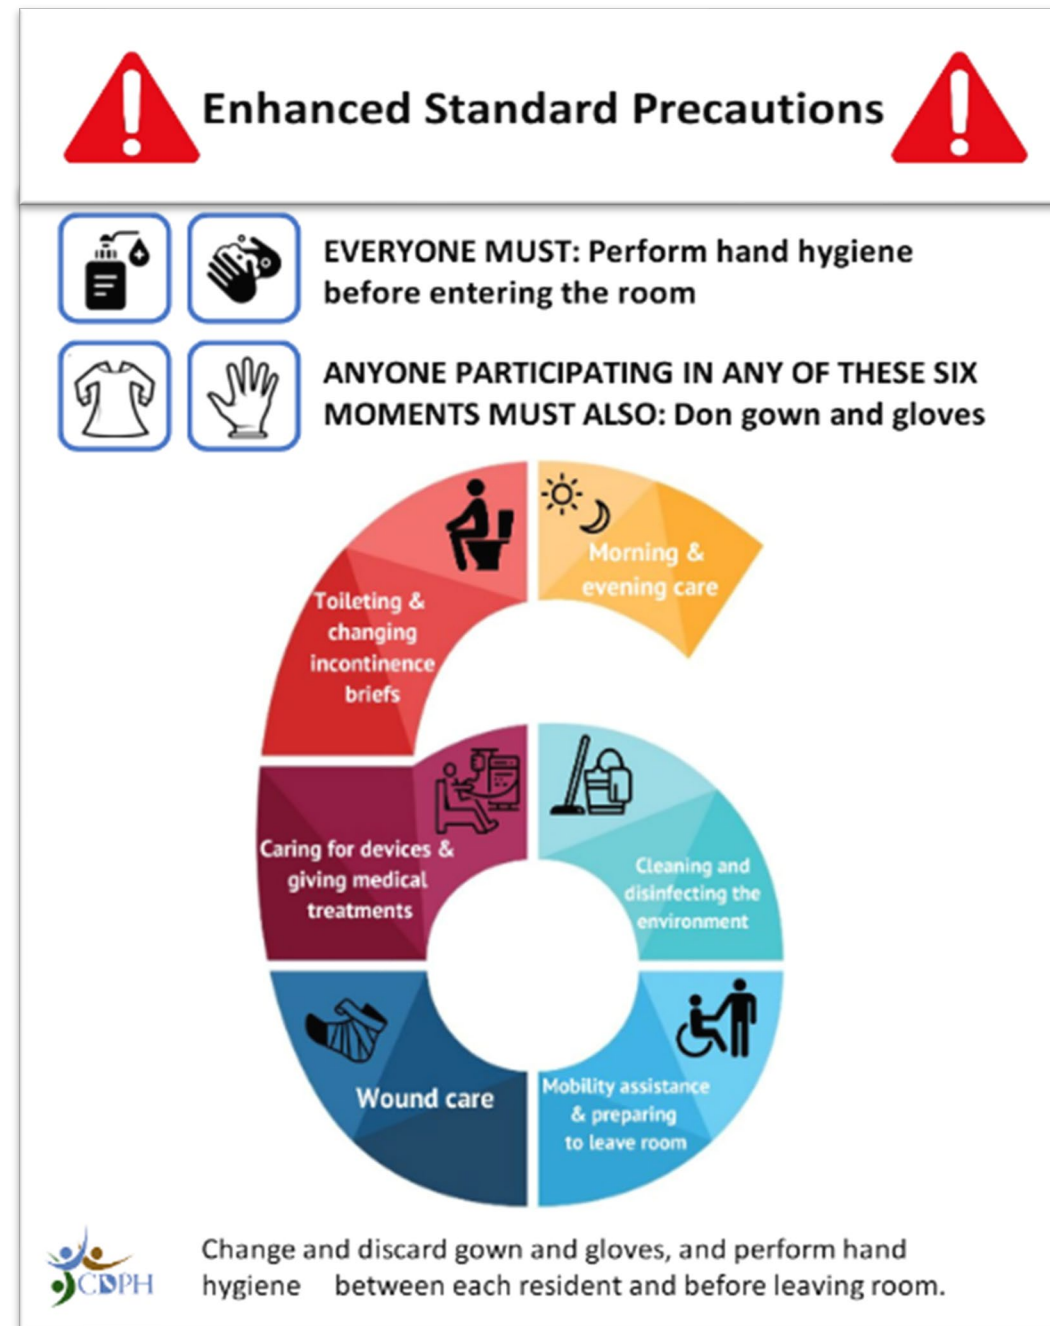 Enhanced Standard Precautions
EVERYONE MUST: Perform hand hygiene
before entering the room
ANYONE PARTICIPATING IN ANY OF THESE SIX
MOMENTS MUST ALSO: Don gown and gloves
Morning &
evening care
Toileting &
changing
incontinence
briefs
Caring for devices &
giving medical
treatments
Cleaning and
disinfecting the
environment
Wound care
Mobility assistance
& preparing
to leave room
Change and discard gown and gloves, and perform hand
hygiene between each resident and before leaving room.
CDPH